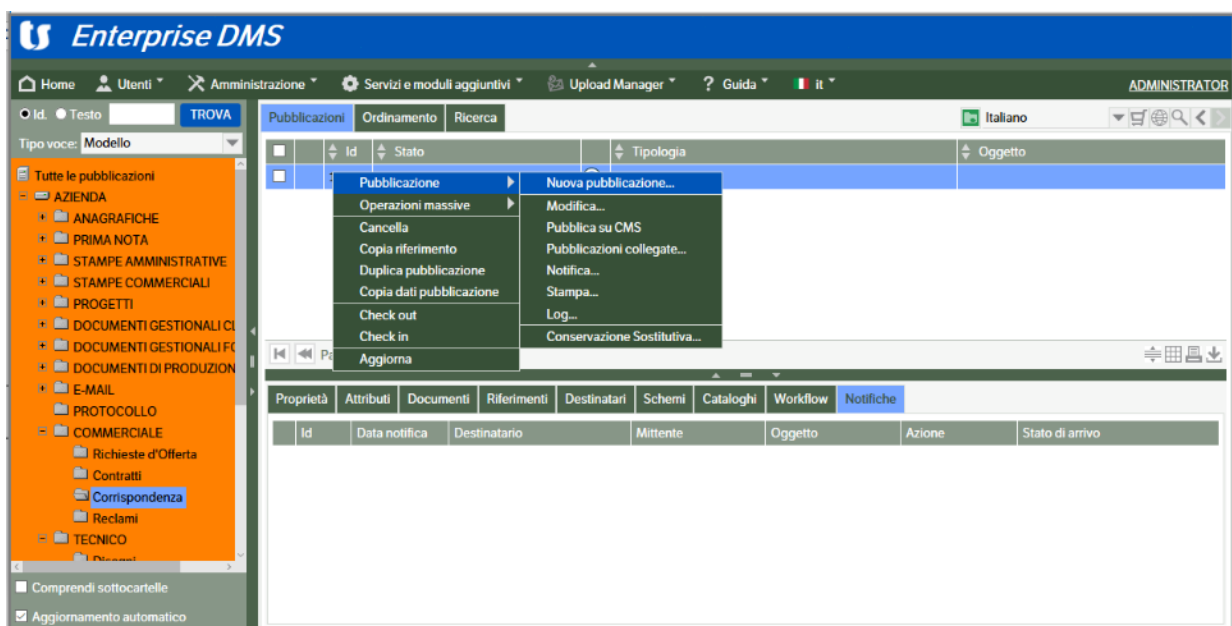 ts Enterprise DMS
Home Utenti Amministrazione Servizi e moduli aggiuntivi Upload Manager ? Guida it ADMINISTRATOR
Id. Testo TROVA
Tipo voce: Modello
Tutte le pubblicazioni
AZIENDA
ANAGRAFICHE
PRIMA NOTA
STAMPE AMMINISTRATIVE
STAMPE COMMERCIALI
PROGETTI
DOCUMENTI GESTIONALI CL
DOCUMENTI GESTIONALI FO
DOCUMENTI DI PRODUZION
E-MAIL
PROTOCOLLO
COMMERCIALE
Richieste d'Offerta
Contratti
Corrispondenza
Reclami
TECNICO
Disegni
Comprendi sottocartelle
Aggiornamento automatico
Pubblicazioni Ordinamento Ricerca Italiano
Id Stato Tipologia Oggetto
Pubblicazione
Operazioni massive
Cancella
Copia riferimento
Duplica pubblicazione
Copia dati pubblicazione
Check out
Check in
Aggiorna
Nuova pubblicazione...
Modifica...
Pubblica su CMS
Pubblicazioni collegate...
Notifica...
Stampa...
Log...
Conservazione Sostitutiva...
Proprietà Attributi Documenti Riferimenti Destinatari Schemi Cataloghi Workflow Notifiche
Id Data notifica Destinatario Mittente Oggetto Azione Stato di arrivo